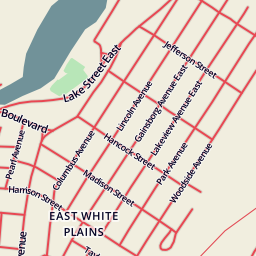 Jefferson Street
Lake Street East
Lincoln Avenue
Gainsborg Avenue East
Lakeview Avenue East
Boulevard
Pearl Avenue
Columbus Avenue
Hancock Street
Park Avenue
Woodside Avenue
Hamson Street
Madison Street
EAST WHITE
PLAINS
Avenue